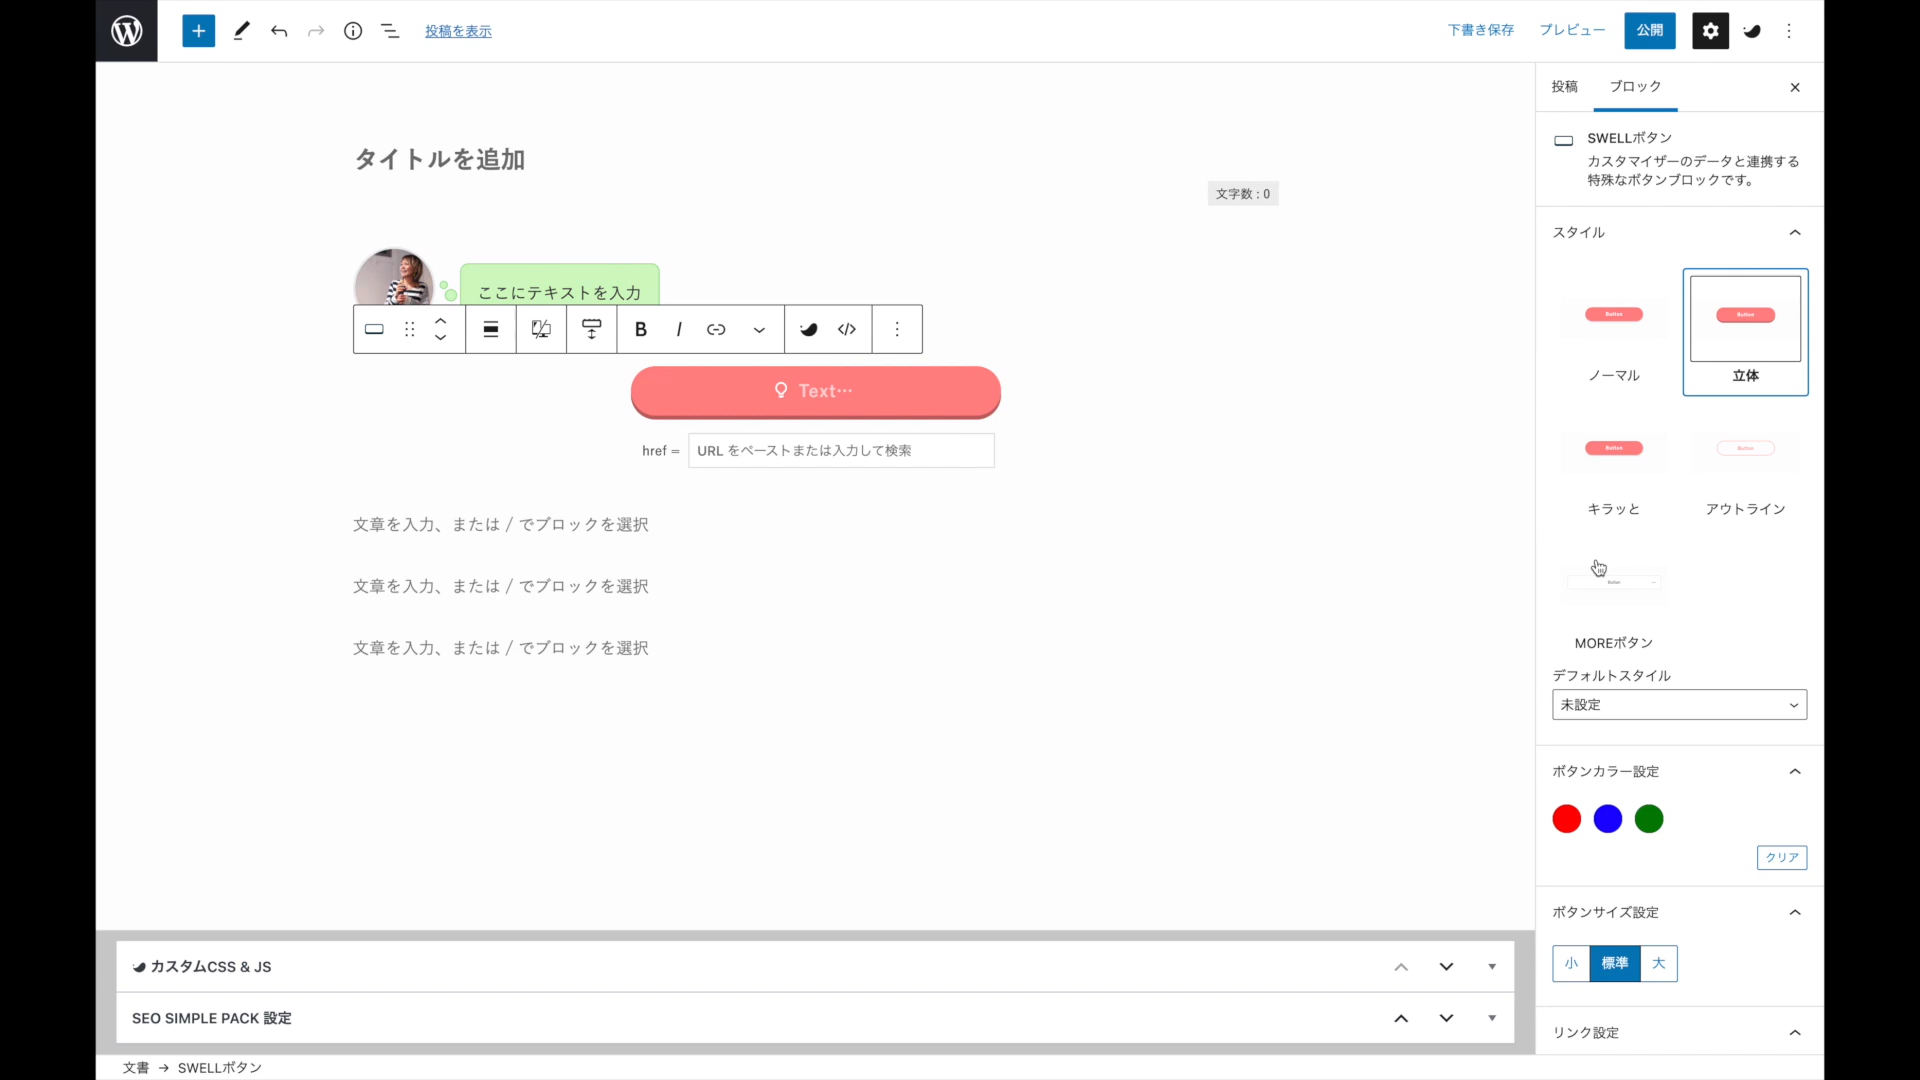 投稿を表示
下書き保存
プレビュー
公開
投稿
ブロック
SWELLボタン
カスタマイザーのデータと連携する
特殊なボタンブロックです。
タイトルを追加
文字数 : 0
ここにテキストを入力
B I
Text…
href =
URL をペーストまたは入力して検索
文章を入力、または / でブロックを選択
文章を入力、または / でブロックを選択
文章を入力、または / でブロックを選択
スタイル
Button
ノーマル
Button
立体
Button
キラッと
Button
アウトライン
Button
MOREボタン
デフォルトスタイル
未設定
ボタンカラー設定
クリア
ボタンサイズ設定
小 標準 大
リンク設定
カスタムCSS & JS
SEO SIMPLE PACK 設定
文書 → SWELLボタン